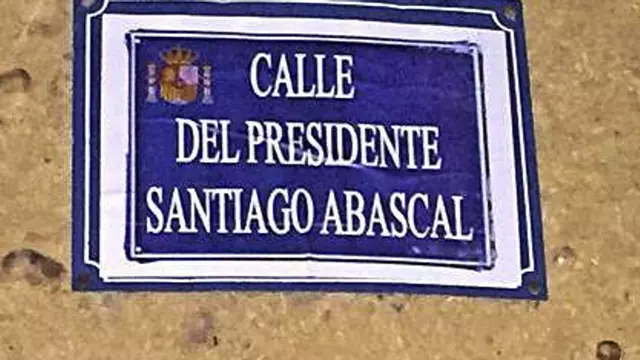 CALLE
DEL PRESIDENTE
SANTIAGO ABASCAL